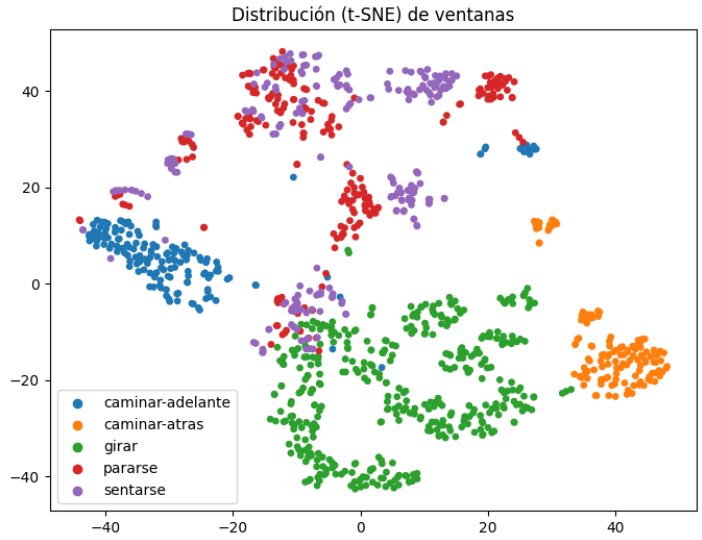 Distribución (t-SNE) de ventanas
40
20
0
−20
−40
caminar-adelante
caminar-atras
girar
pararse
sentarse
−40 −20 0 20 40